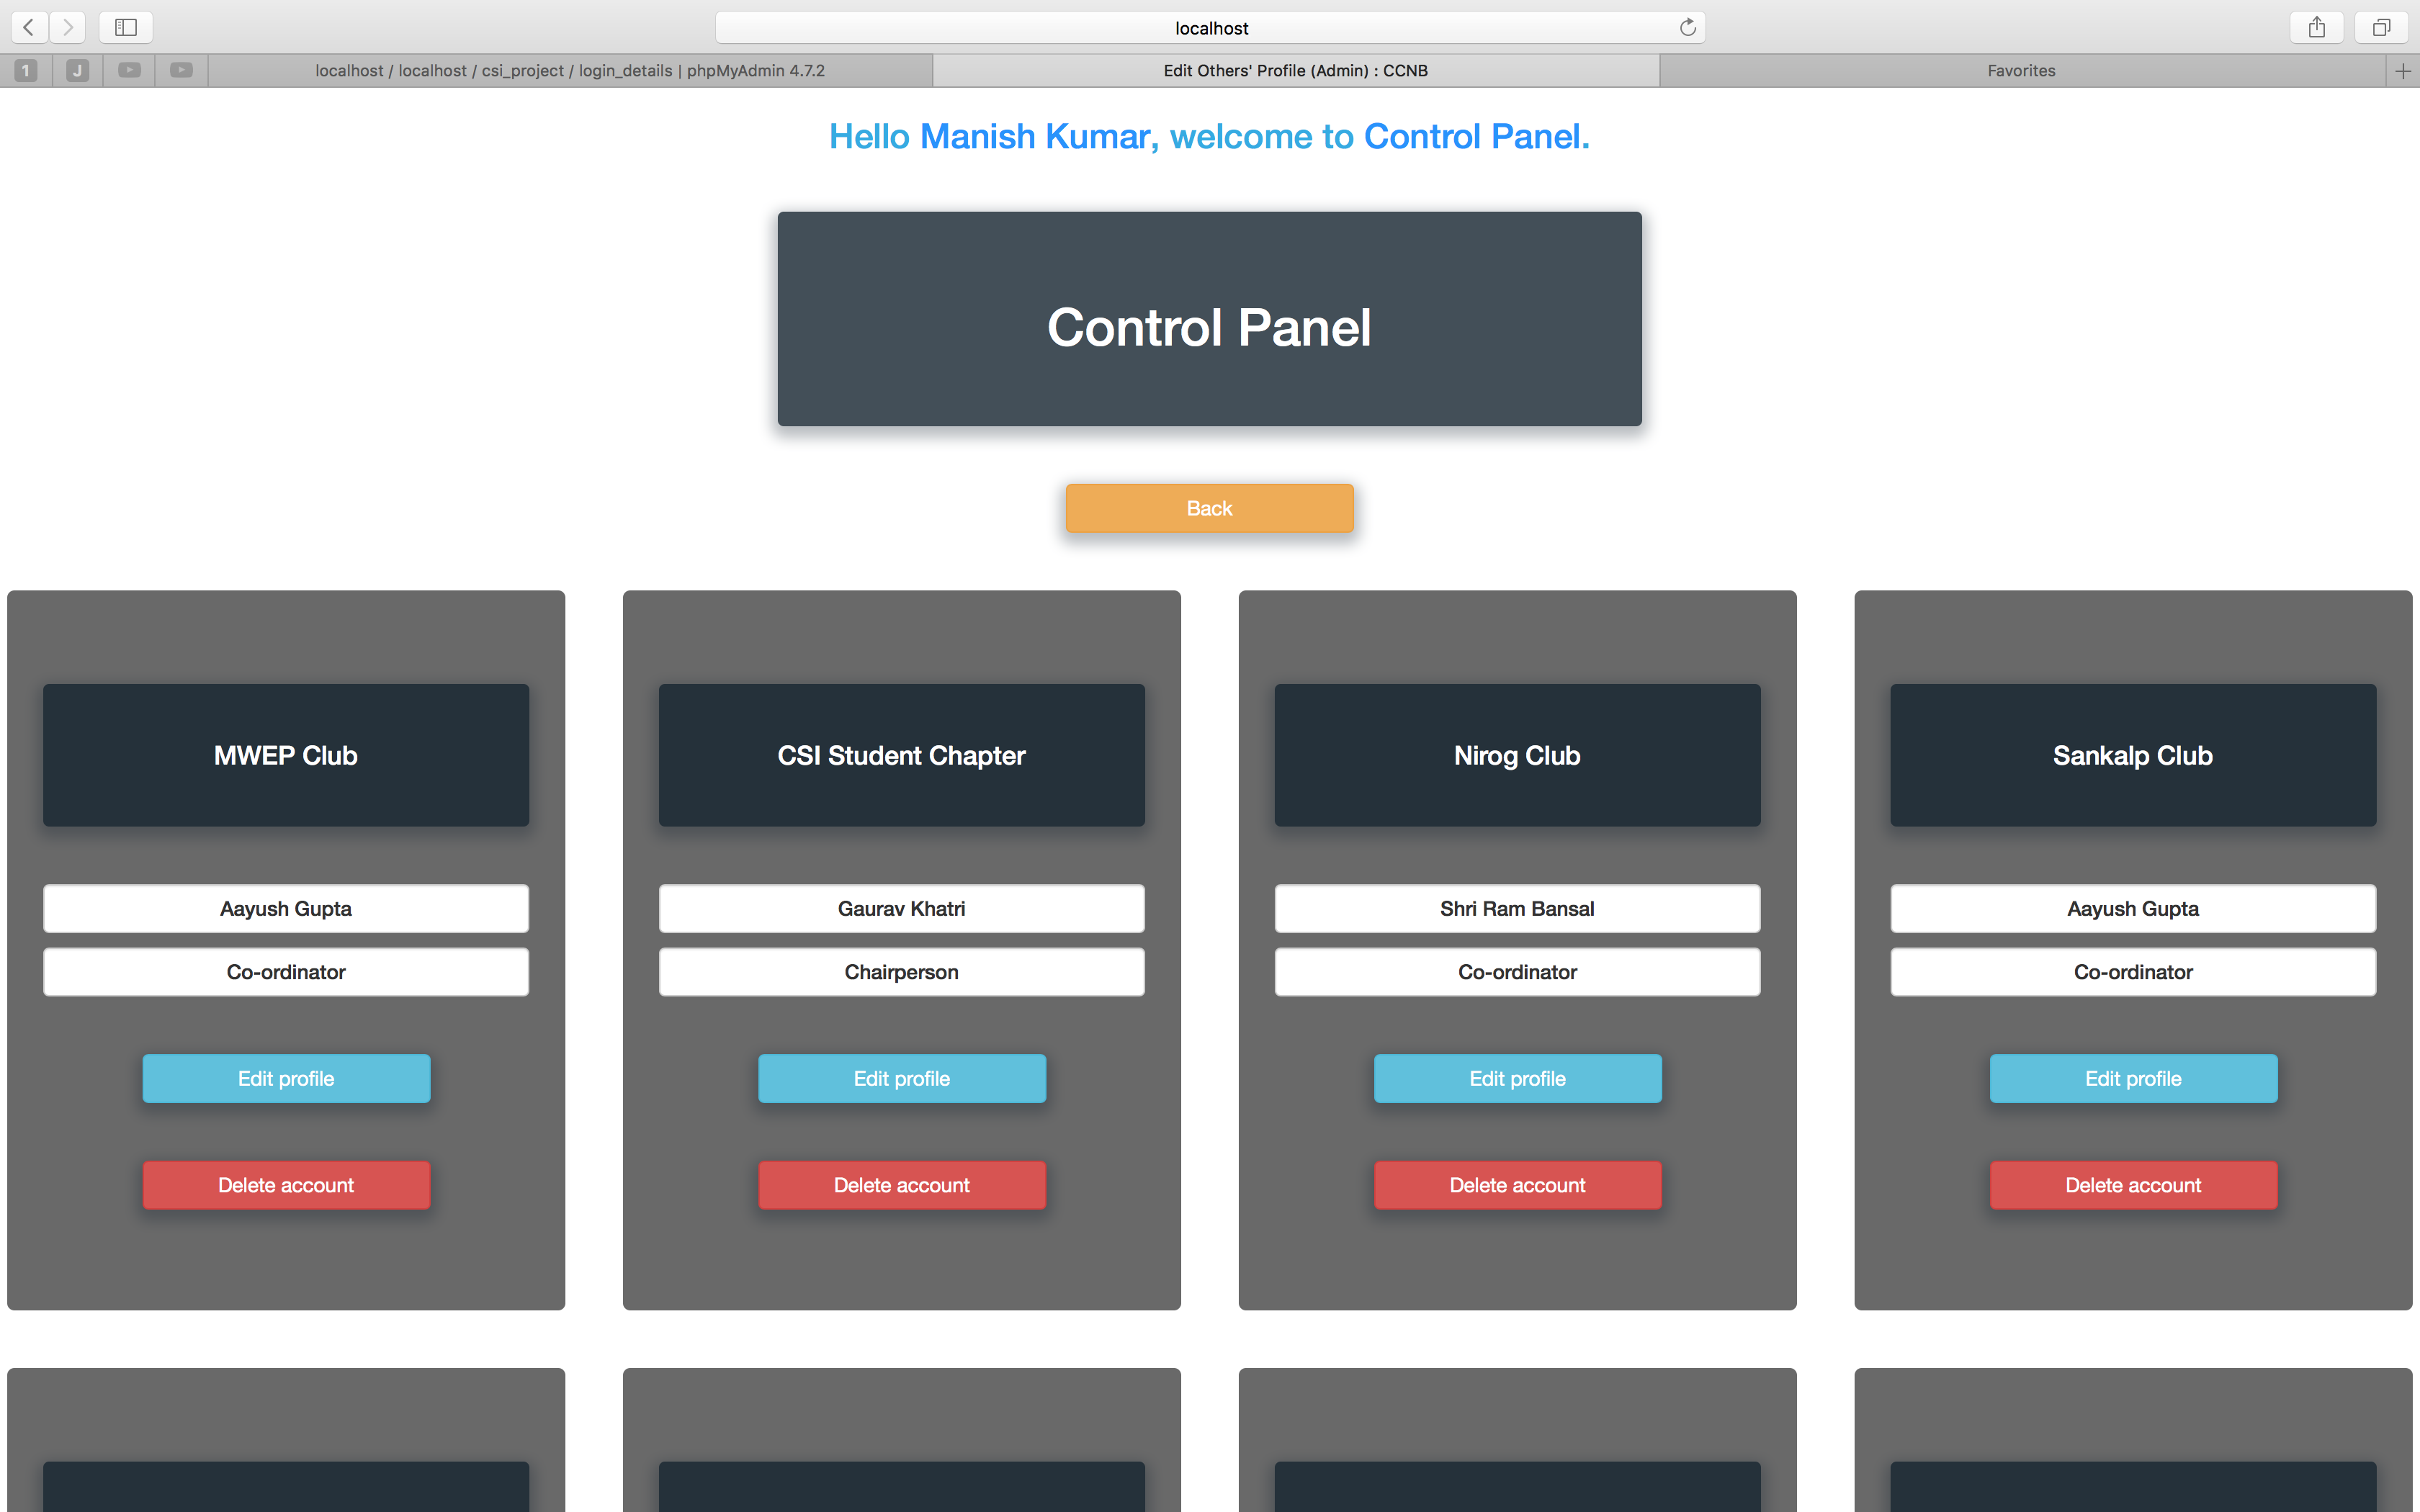 localhost
1
J
localhost / localhost / csi_project / login_details | phpMyAdmin 4.7.2
Edit Others' Profile (Admin) : CCNB
Favorites
Hello Manish Kumar, welcome to Control Panel.
Control Panel
Back
MWEP Club
Aayush Gupta
Co-ordinator
Edit profile
Delete account
CSI Student Chapter
Gaurav Khatri
Chairperson
Edit profile
Delete account
Nirog Club
Shri Ram Bansal
Co-ordinator
Edit profile
Delete account
Sankalp Club
Aayush Gupta
Co-ordinator
Edit profile
Delete account